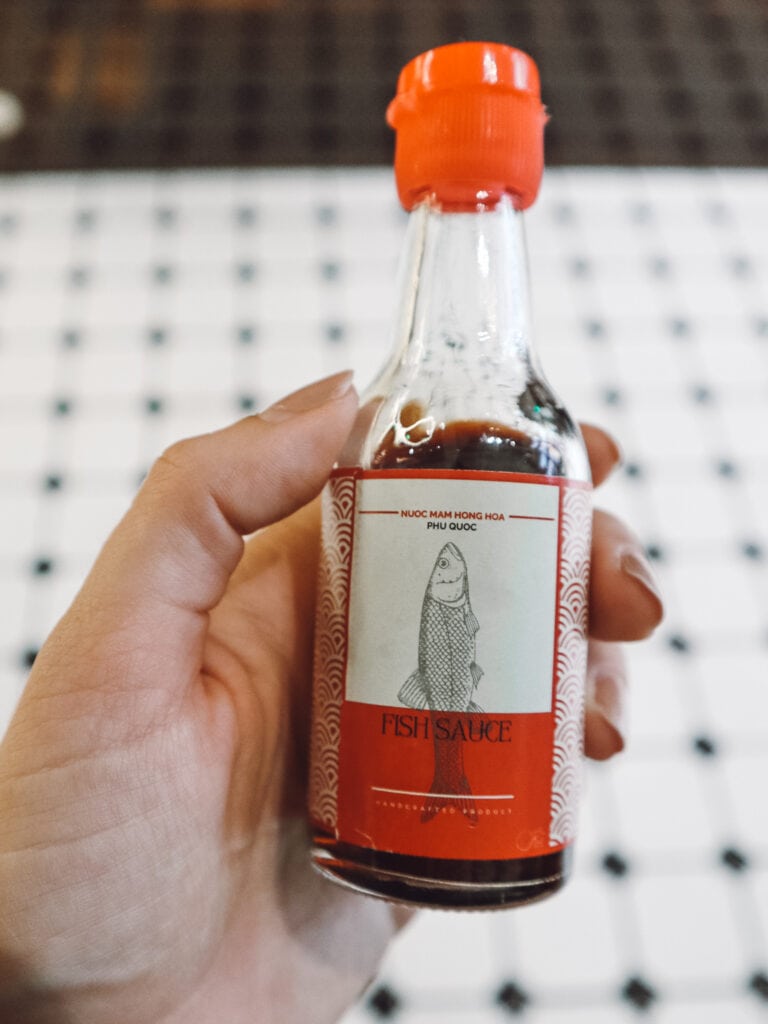 NUOC MAM HONG HOA
PHU QUOC
FISH SAUCE
HANDCRAFTED PRODUCT